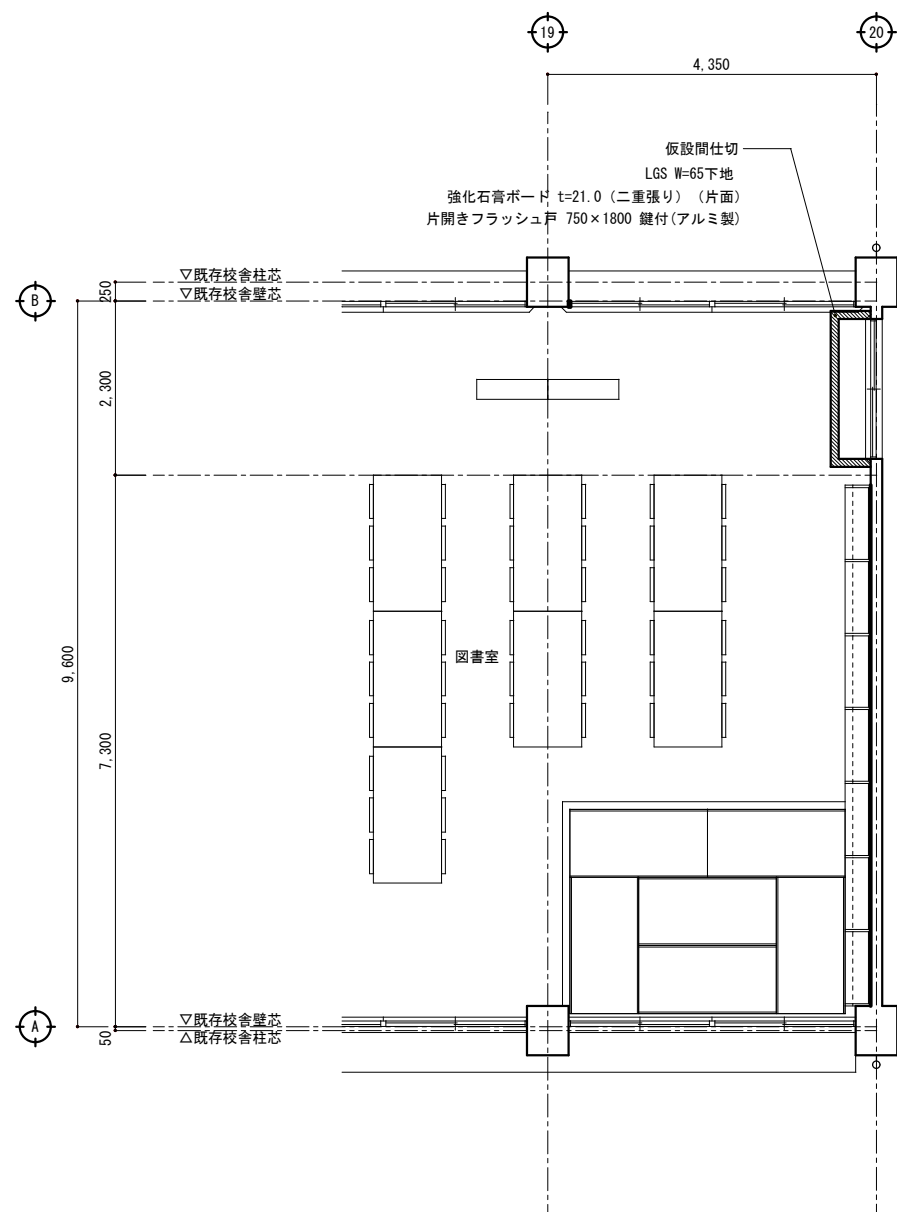 19
20
4,350
仮設間仕切
LGS W=65下地
強化石膏ボード t=21.0（二重張り）（片面）
片開きフラッシュ戸 750×1800 鍵付(アルミ製)
▽既存校舎柱芯
250
▽既存校舎壁芯
B
2,300
9,600
図書室
7,300
▽既存校舎壁芯
A
50
△既存校舎柱芯